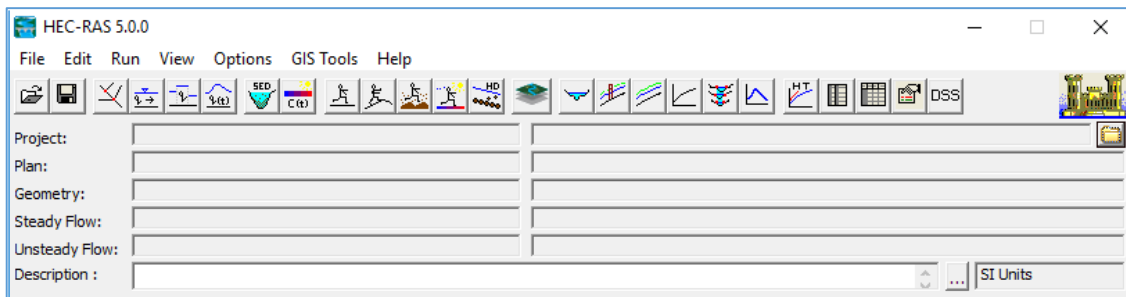 HEC-RAS 5.0.0
File Edit Run View Options GIS Tools Help
SED C(t) HD HT DSS
Project:
Plan:
Geometry:
Steady Flow:
Unsteady Flow:
Description : ... SI Units